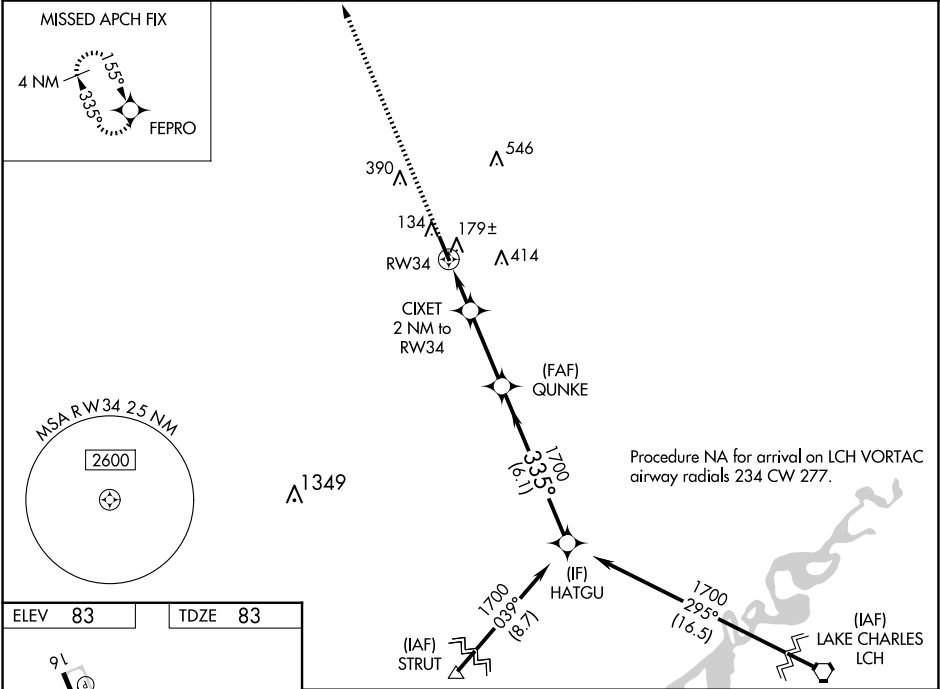 MISSED APCH FIX
4 NM
155°
335°
FEPRO
546
390
134
179±
RW34
414
CIXET
2 NM to
RW34
(FAF)
QUNKE
MSA RW34 25 NM
2600
1349
1700
335°
(6.1)
Procedure NA for arrival on LCH VORTAC
airway radials 234 CW 277.
(IF)
HATGU
1700
039°
(8.7)
1700
295°
(16.5)
(IAF)
STRUT
(IAF)
LAKE CHARLES
LCH
ELEV 83
TDZE 83
16
P